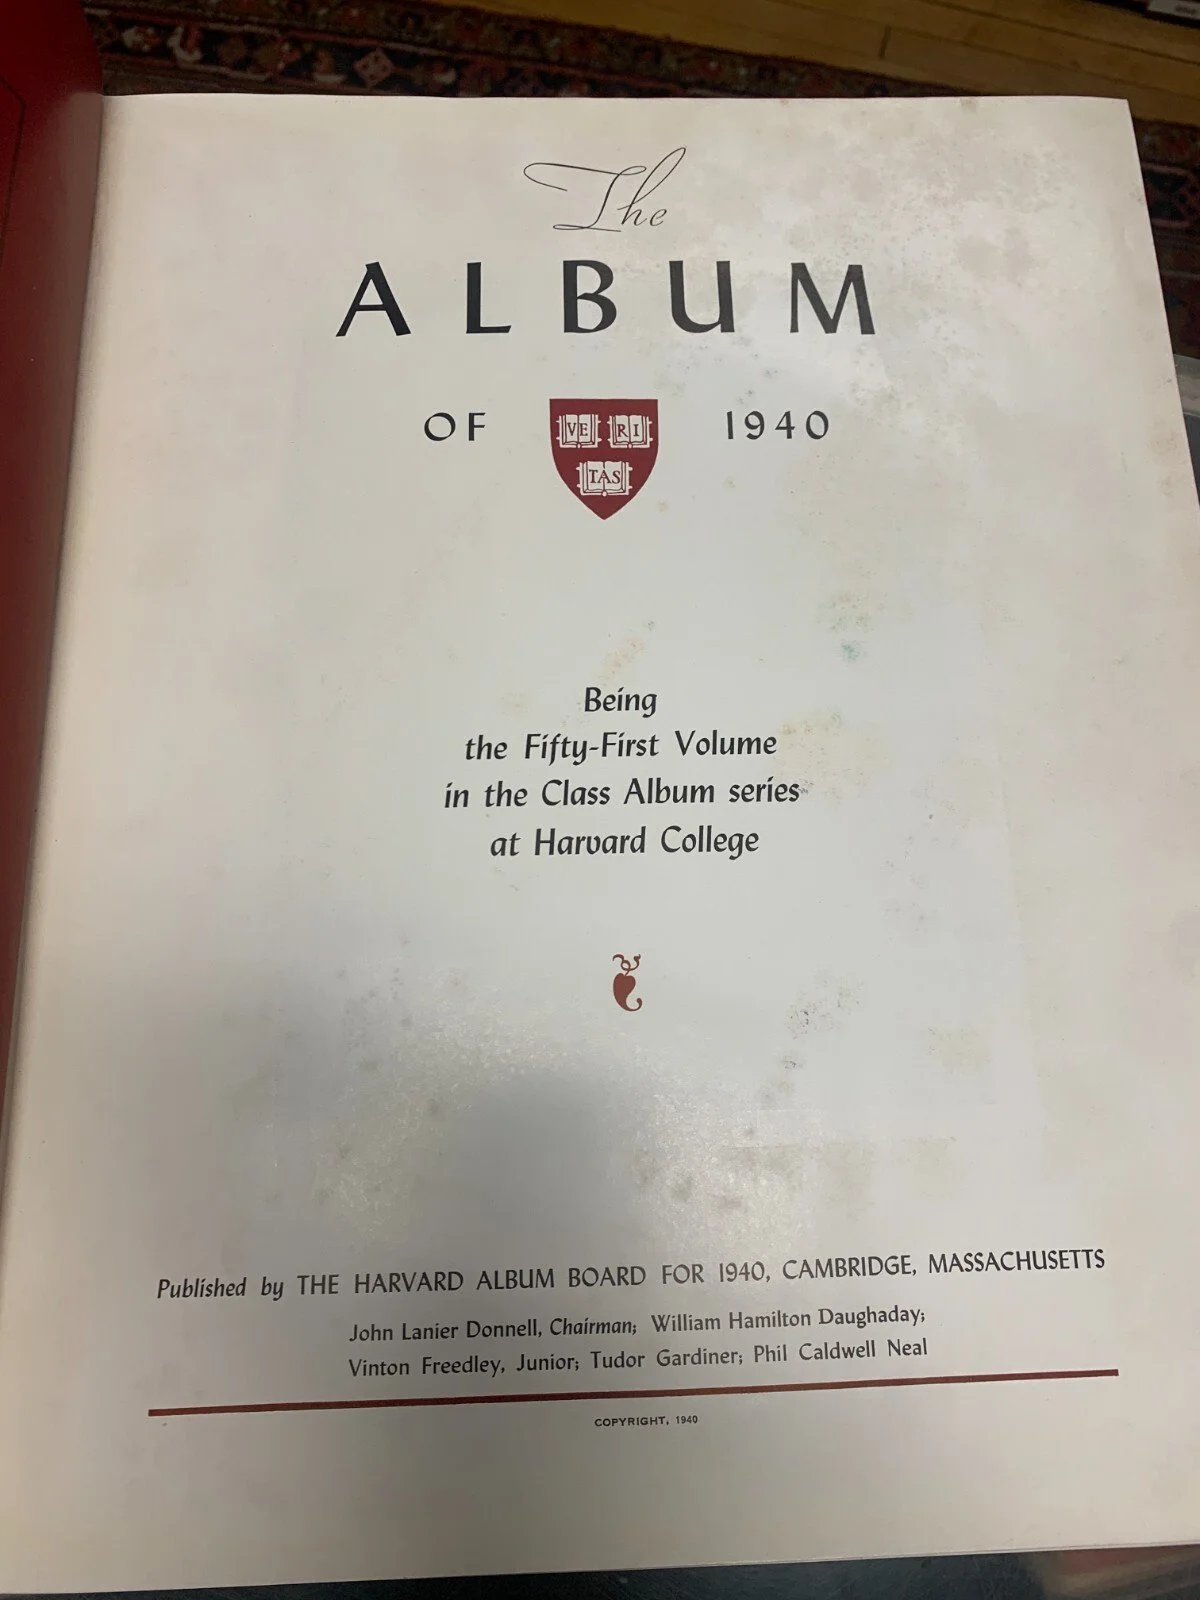 The
ALBUM
OF 1940
VE RI
TAS
Being
the Fifty-First Volume
in the Class Album series
at Harvard College
Published by THE HARVARD ALBUM BOARD FOR 1940, CAMBRIDGE, MASSACHUSETTS
John Lanier Donnell, Chairman; William Hamilton Daughaday;
Vinton Freedley, Junior; Tudor Gardiner; Phil Caldwell Neal
COPYRIGHT, 1940